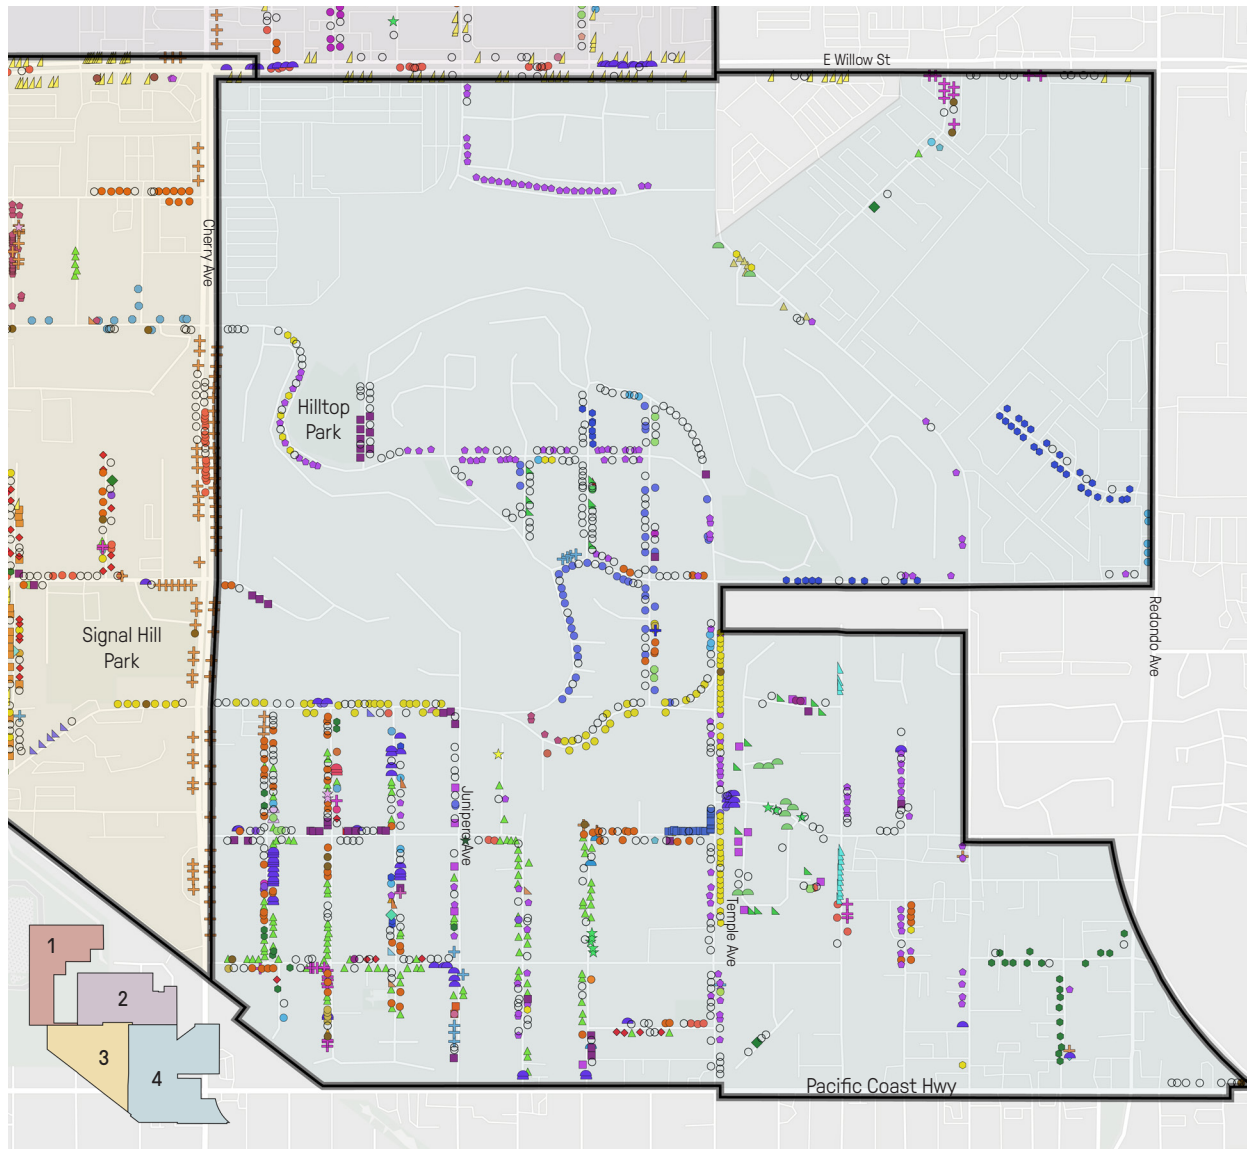 E Willow St
Cherry Ave
Hilltop
Park
Signal Hill
Park
Redondo Ave
Junipero Ave
Temple Ave
1
2
3
4
Pacific Coast Hwy